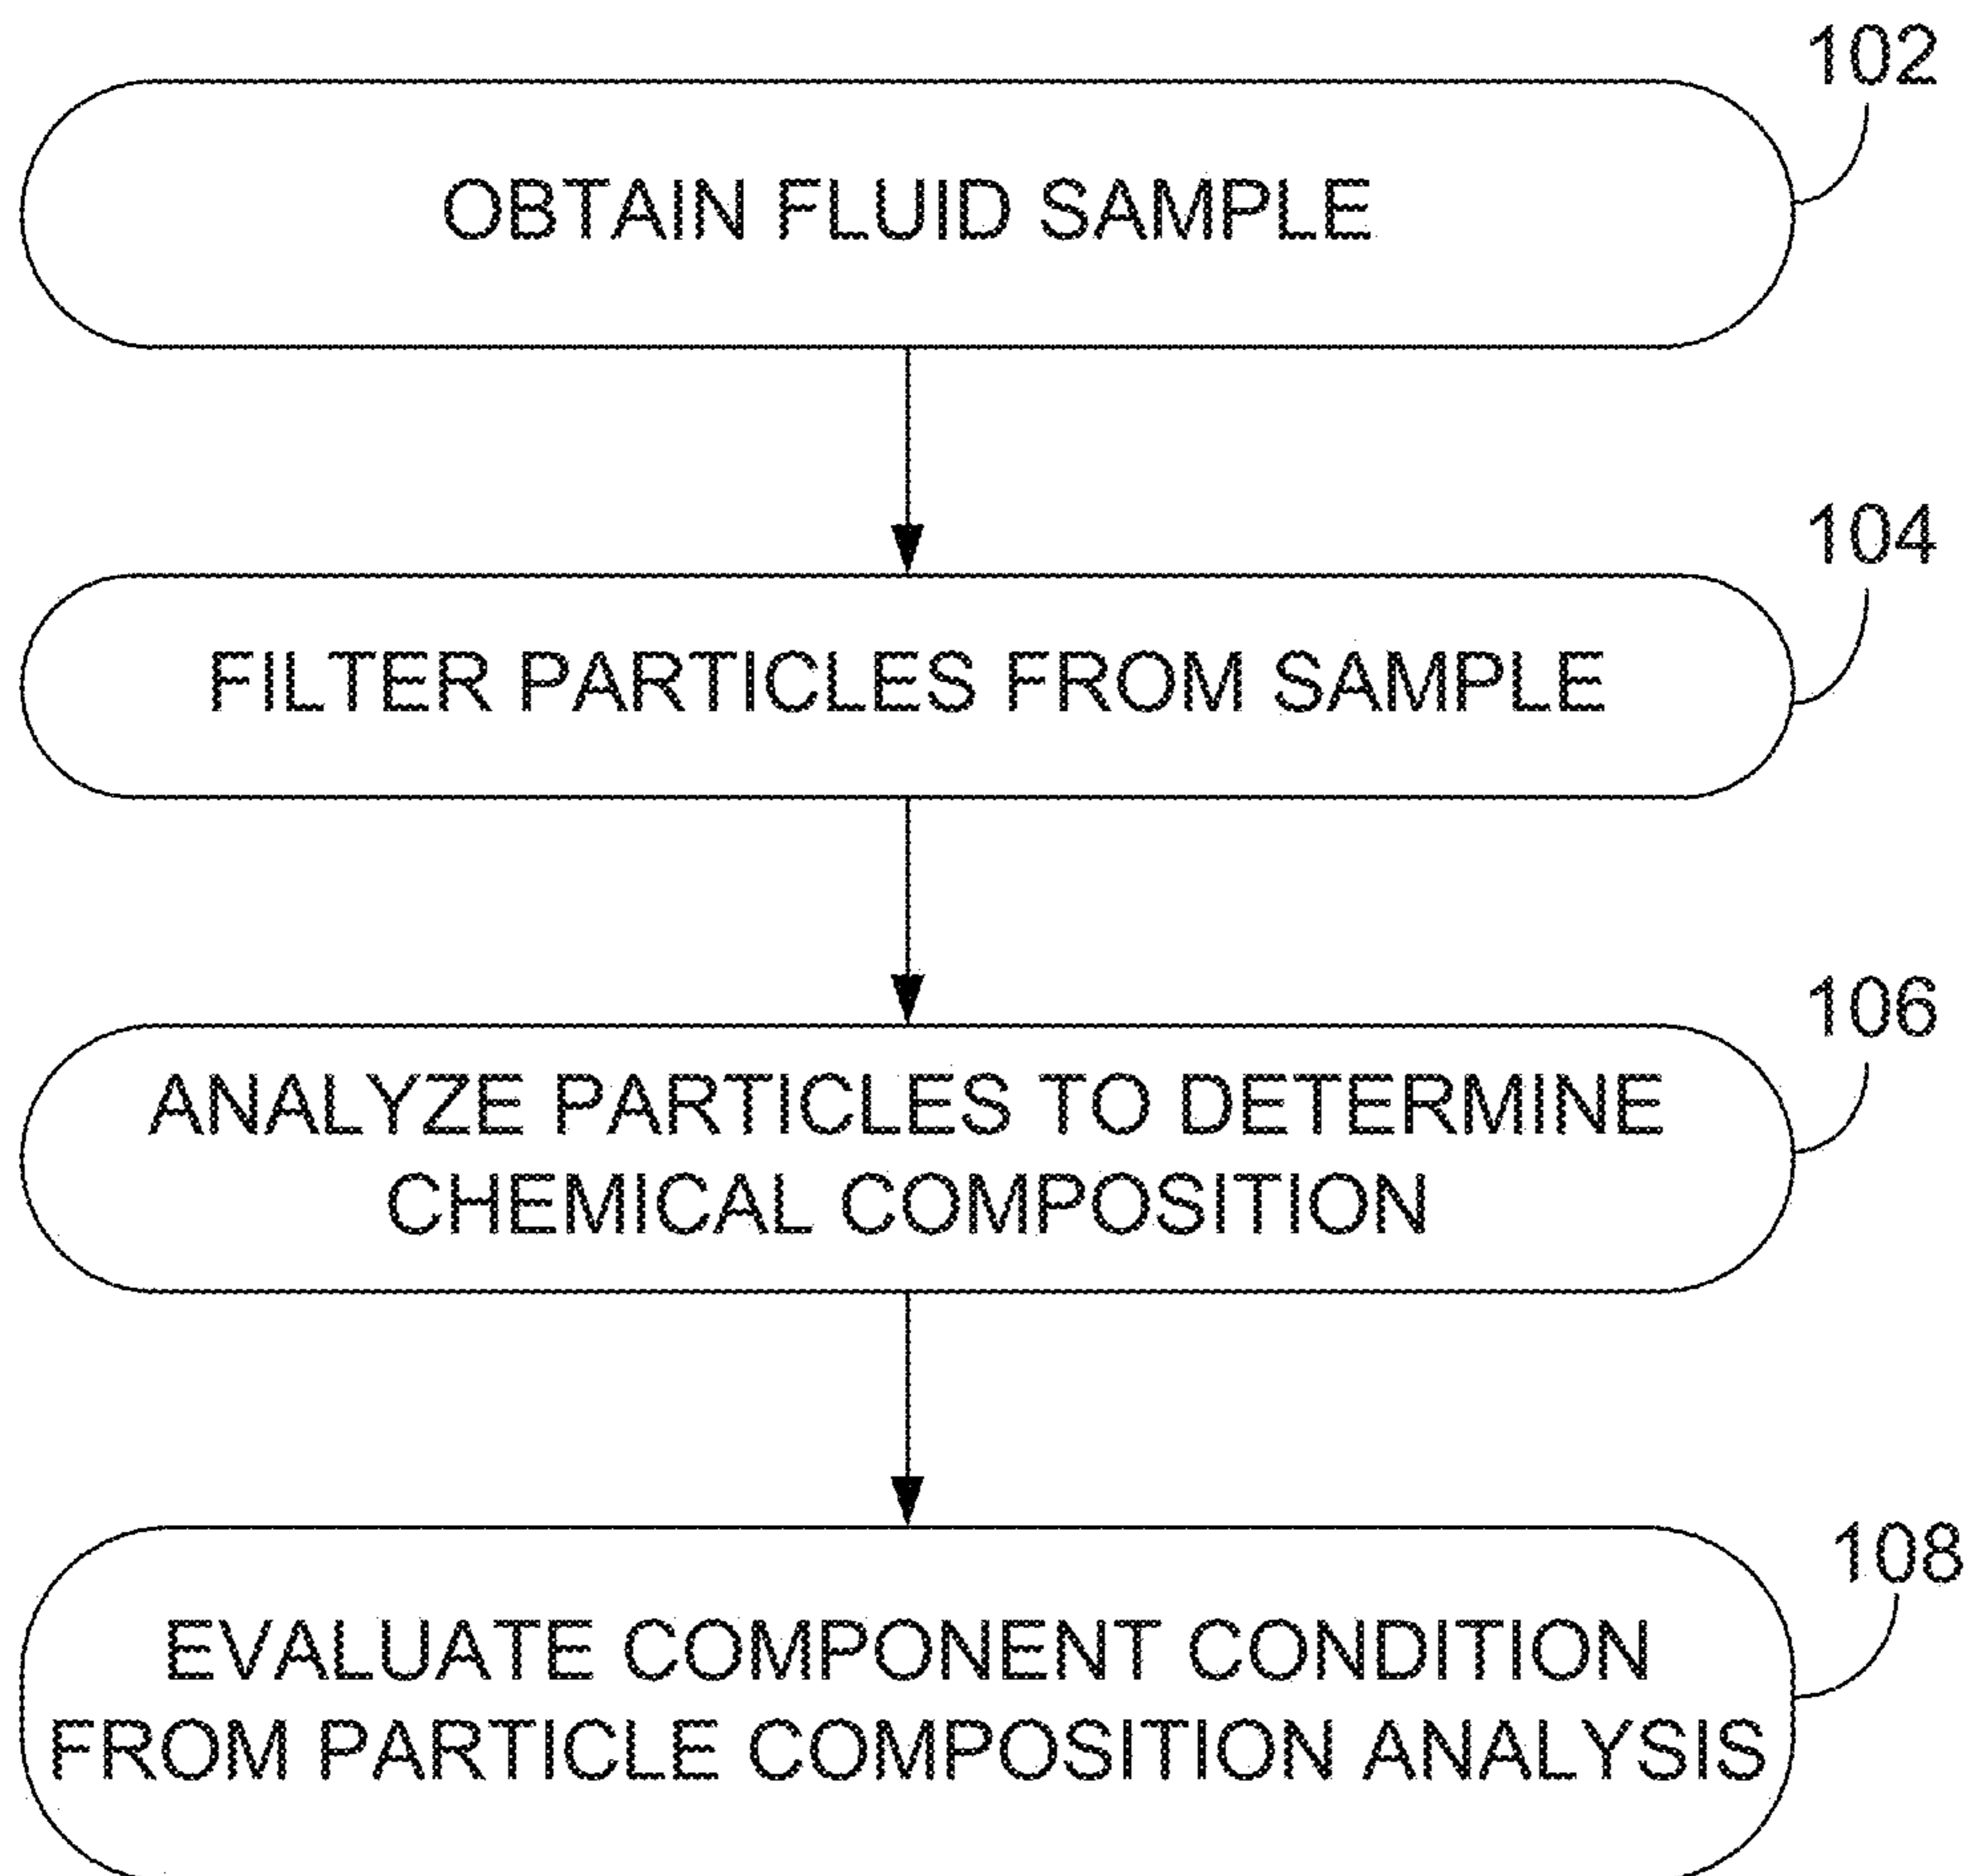 102
OBTAIN FLUID SAMPLE
104
FILTER PARTICLES FROM SAMPLE
106
ANALYZE PARTICLES TO DETERMINE
CHEMICAL COMPOSITION
108
EVALUATE COMPONENT CONDITION
FROM PARTICLE COMPOSITION ANALYSIS